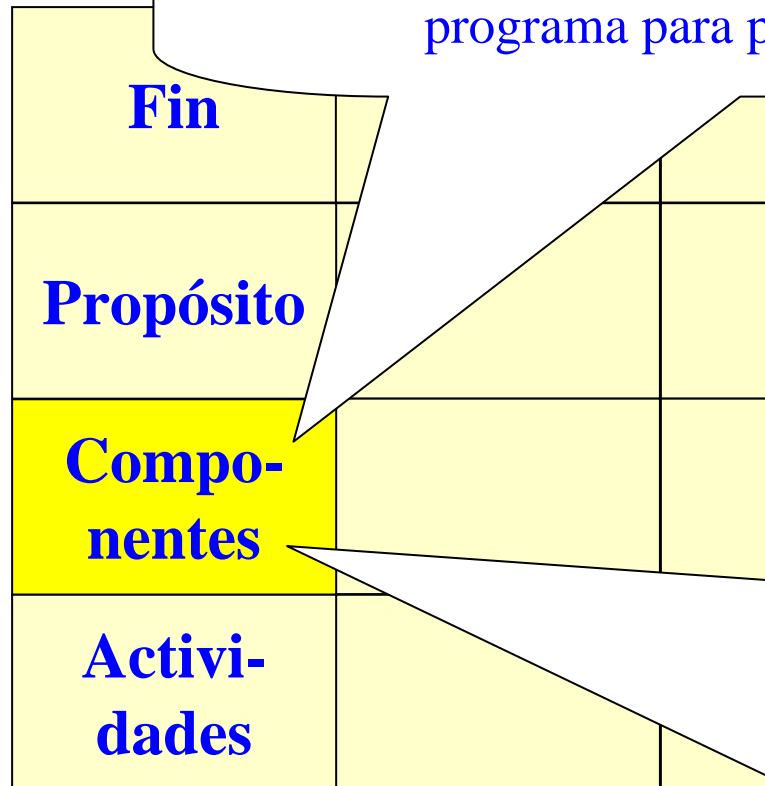 programa para p
Fin
Propósito
Compo-
nentes
Activi-
dades